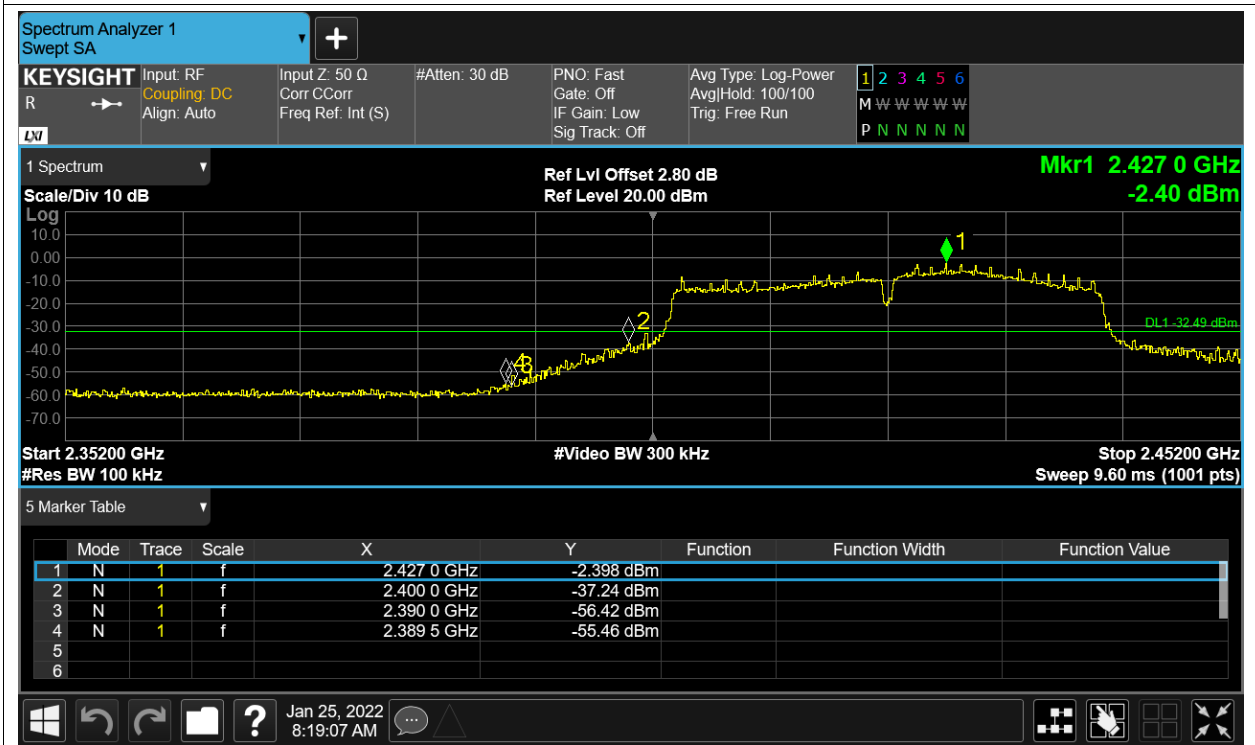 Spectrum Analyzer 1
Swept SA
KEYSIGHT
R
LXI
Input: RF
Coupling: DC
Align: Auto
Input Z: 50 Ω
Corr CCorr
Freq Ref: Int (S)
#Atten: 30 dB
PNO: Fast
Gate: Off
IF Gain: Low
Sig Track: Off
Avg Type: Log-Power
Avg|Hold: 100/100
Trig: Free Run
1 2 3 4 5 6
M W W W W W
P N N N N N
1 Spectrum
Scale/Div 10 dB
Ref Lvl Offset 2.80 dB
Ref Level 20.00 dBm
Mkr1 2.427 0 GHz
-2.40 dBm
Log
10.0
0.00
-10.0
-20.0
-30.0
-40.0
-50.0
-60.0
-70.0
1
2
4
3
DL1 -32.49 dBm
Start 2.35200 GHz
#Video BW 300 kHz
Stop 2.45200 GHz
#Res BW 100 kHz
Sweep 9.60 ms (1001 pts)
5 Marker Table
Mode Trace Scale X Y Function Function Width Function Value
1 N 1 f 2.427 0 GHz -2.398 dBm
2 N 1 f 2.400 0 GHz -37.24 dBm
3 N 1 f 2.390 0 GHz -56.42 dBm
4 N 1 f 2.389 5 GHz -55.46 dBm
5
6
?
Jan 25, 2022
8:19:07 AM